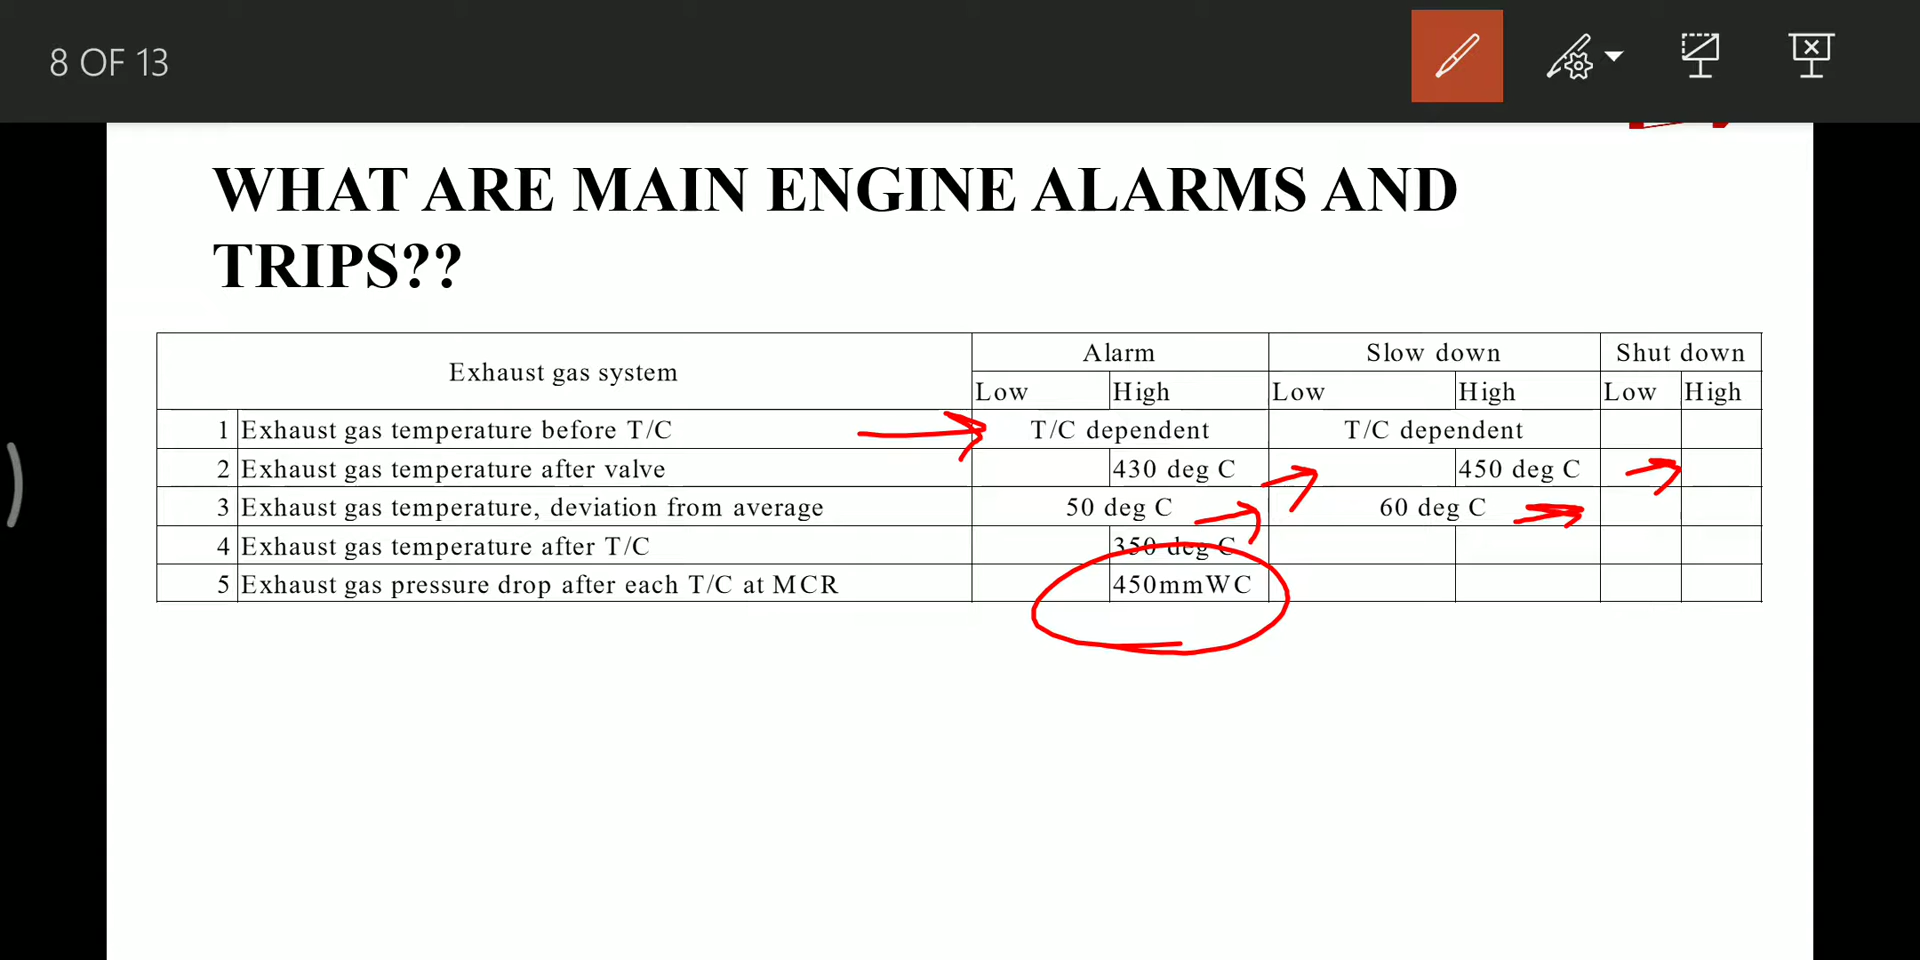 8 OF 13
WHAT ARE MAIN ENGINE ALARMS AND
TRIPS??
Exhaust gas system Alarm Slow down Shut down
Low High Low High Low High
1 Exhaust gas temperature before T/C T/C dependent T/C dependent
2 Exhaust gas temperature after valve 430 deg C 450 deg C
3 Exhaust gas temperature, deviation from average 50 deg C 60 deg C
4 Exhaust gas temperature after T/C 350 deg C
5 Exhaust gas pressure drop after each T/C at MCR 450mmWC